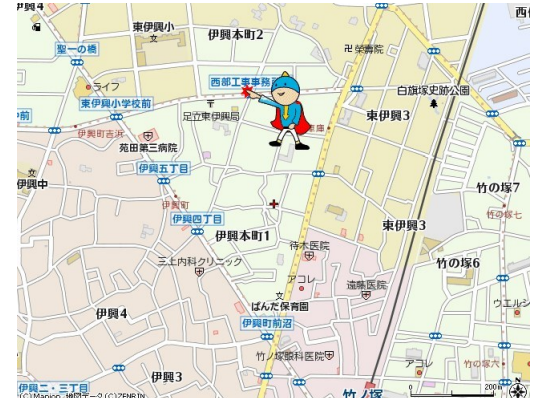 伊興4
東伊興小
伊興本町2
聖一の橋
卍栄寿院
西部工事事務所
ライフ
白旗塚史跡公園
東伊興小学校前
足立東伊興局
東伊興3
伊興町吉浜
苑田第三病院
伊興五丁目
伊興中
竹の塚7
伊興町
竹の塚七
伊興四丁目
東伊興3
伊興本町1
待木医院
三上内科クリニック
竹の塚6
アコレ
遠藤医院
ぱんだ保育園
ウエルシ
伊興4
伊興町前沼
竹ノ塚眼科医院
アコレ
竹の塚六
伊興3
伊興二・三丁目
竹ノ塚
0 200m
(C)Mapion,地図データ(C)ZENRIN